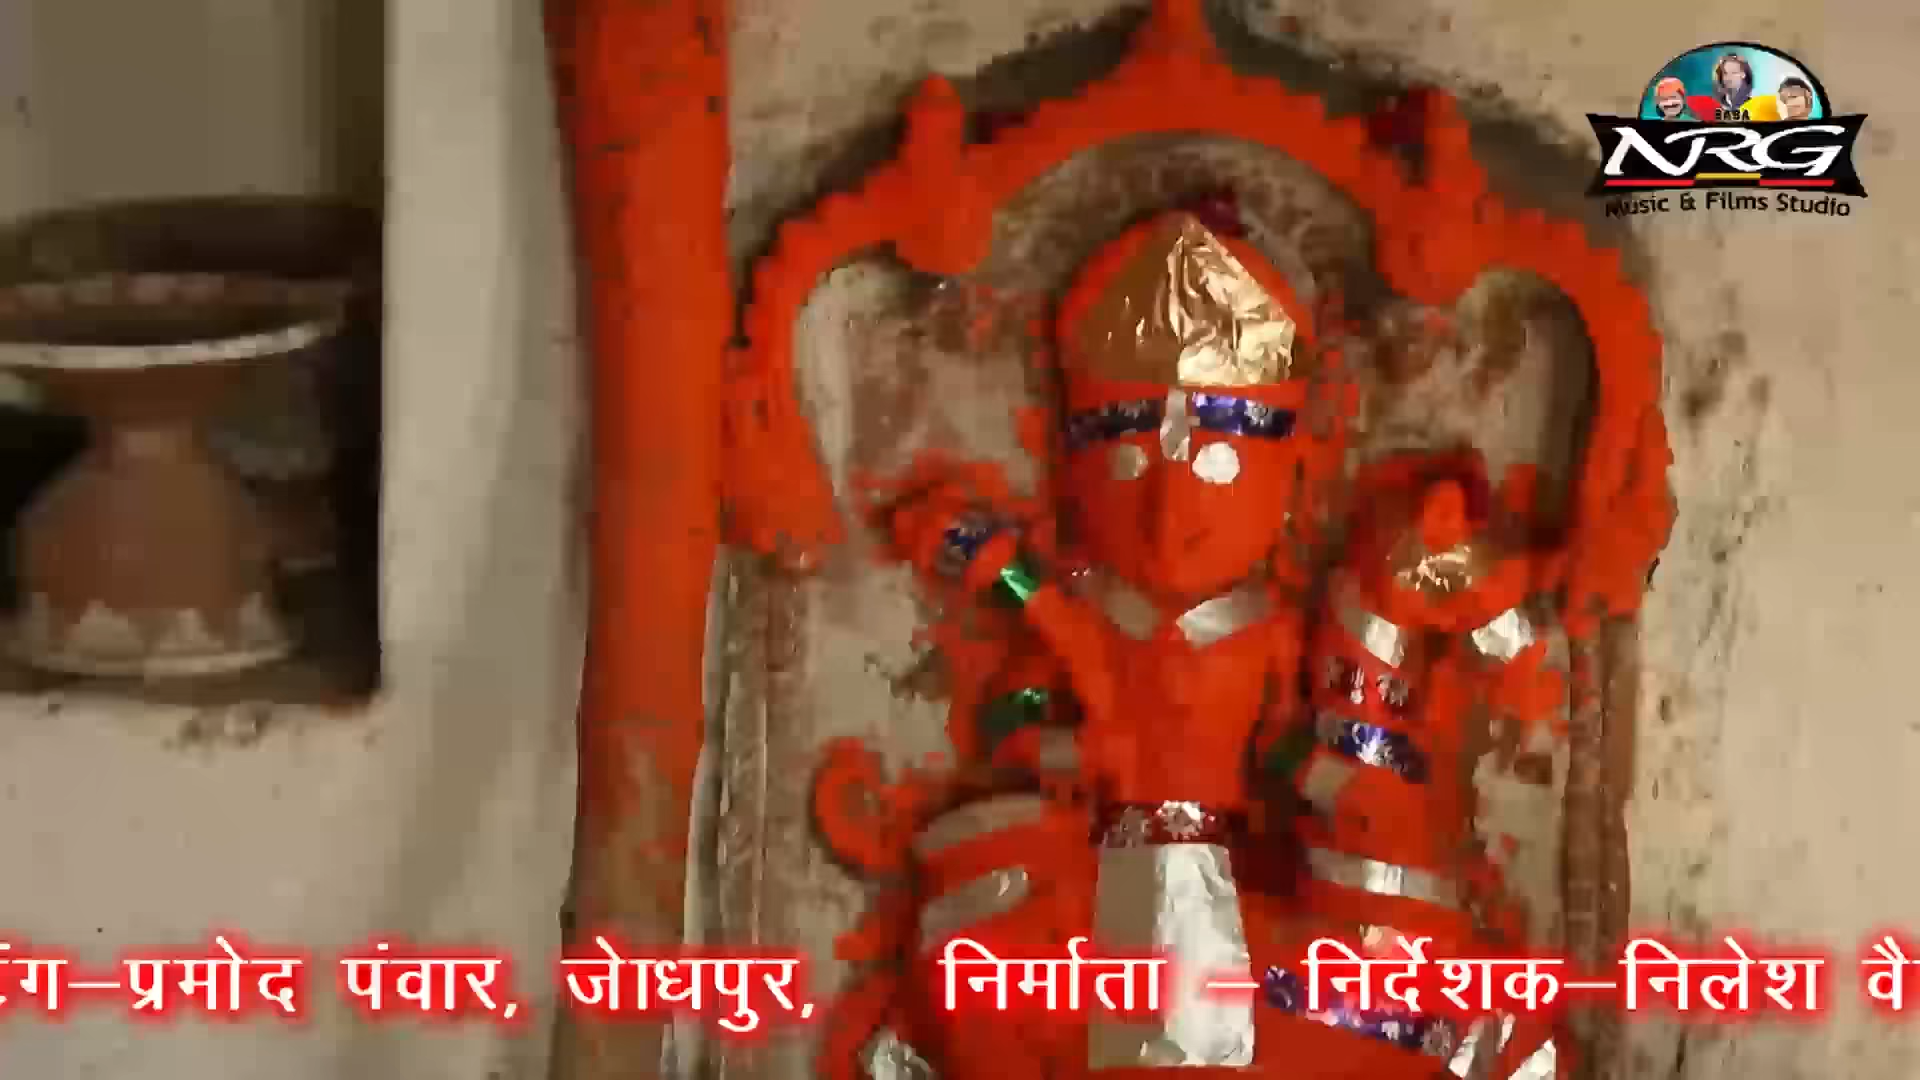 BABA
NRG
Music & Films Studio
प्रमोद पंवार, जोधपुर, निर्माता – निर्देशक–निलेश